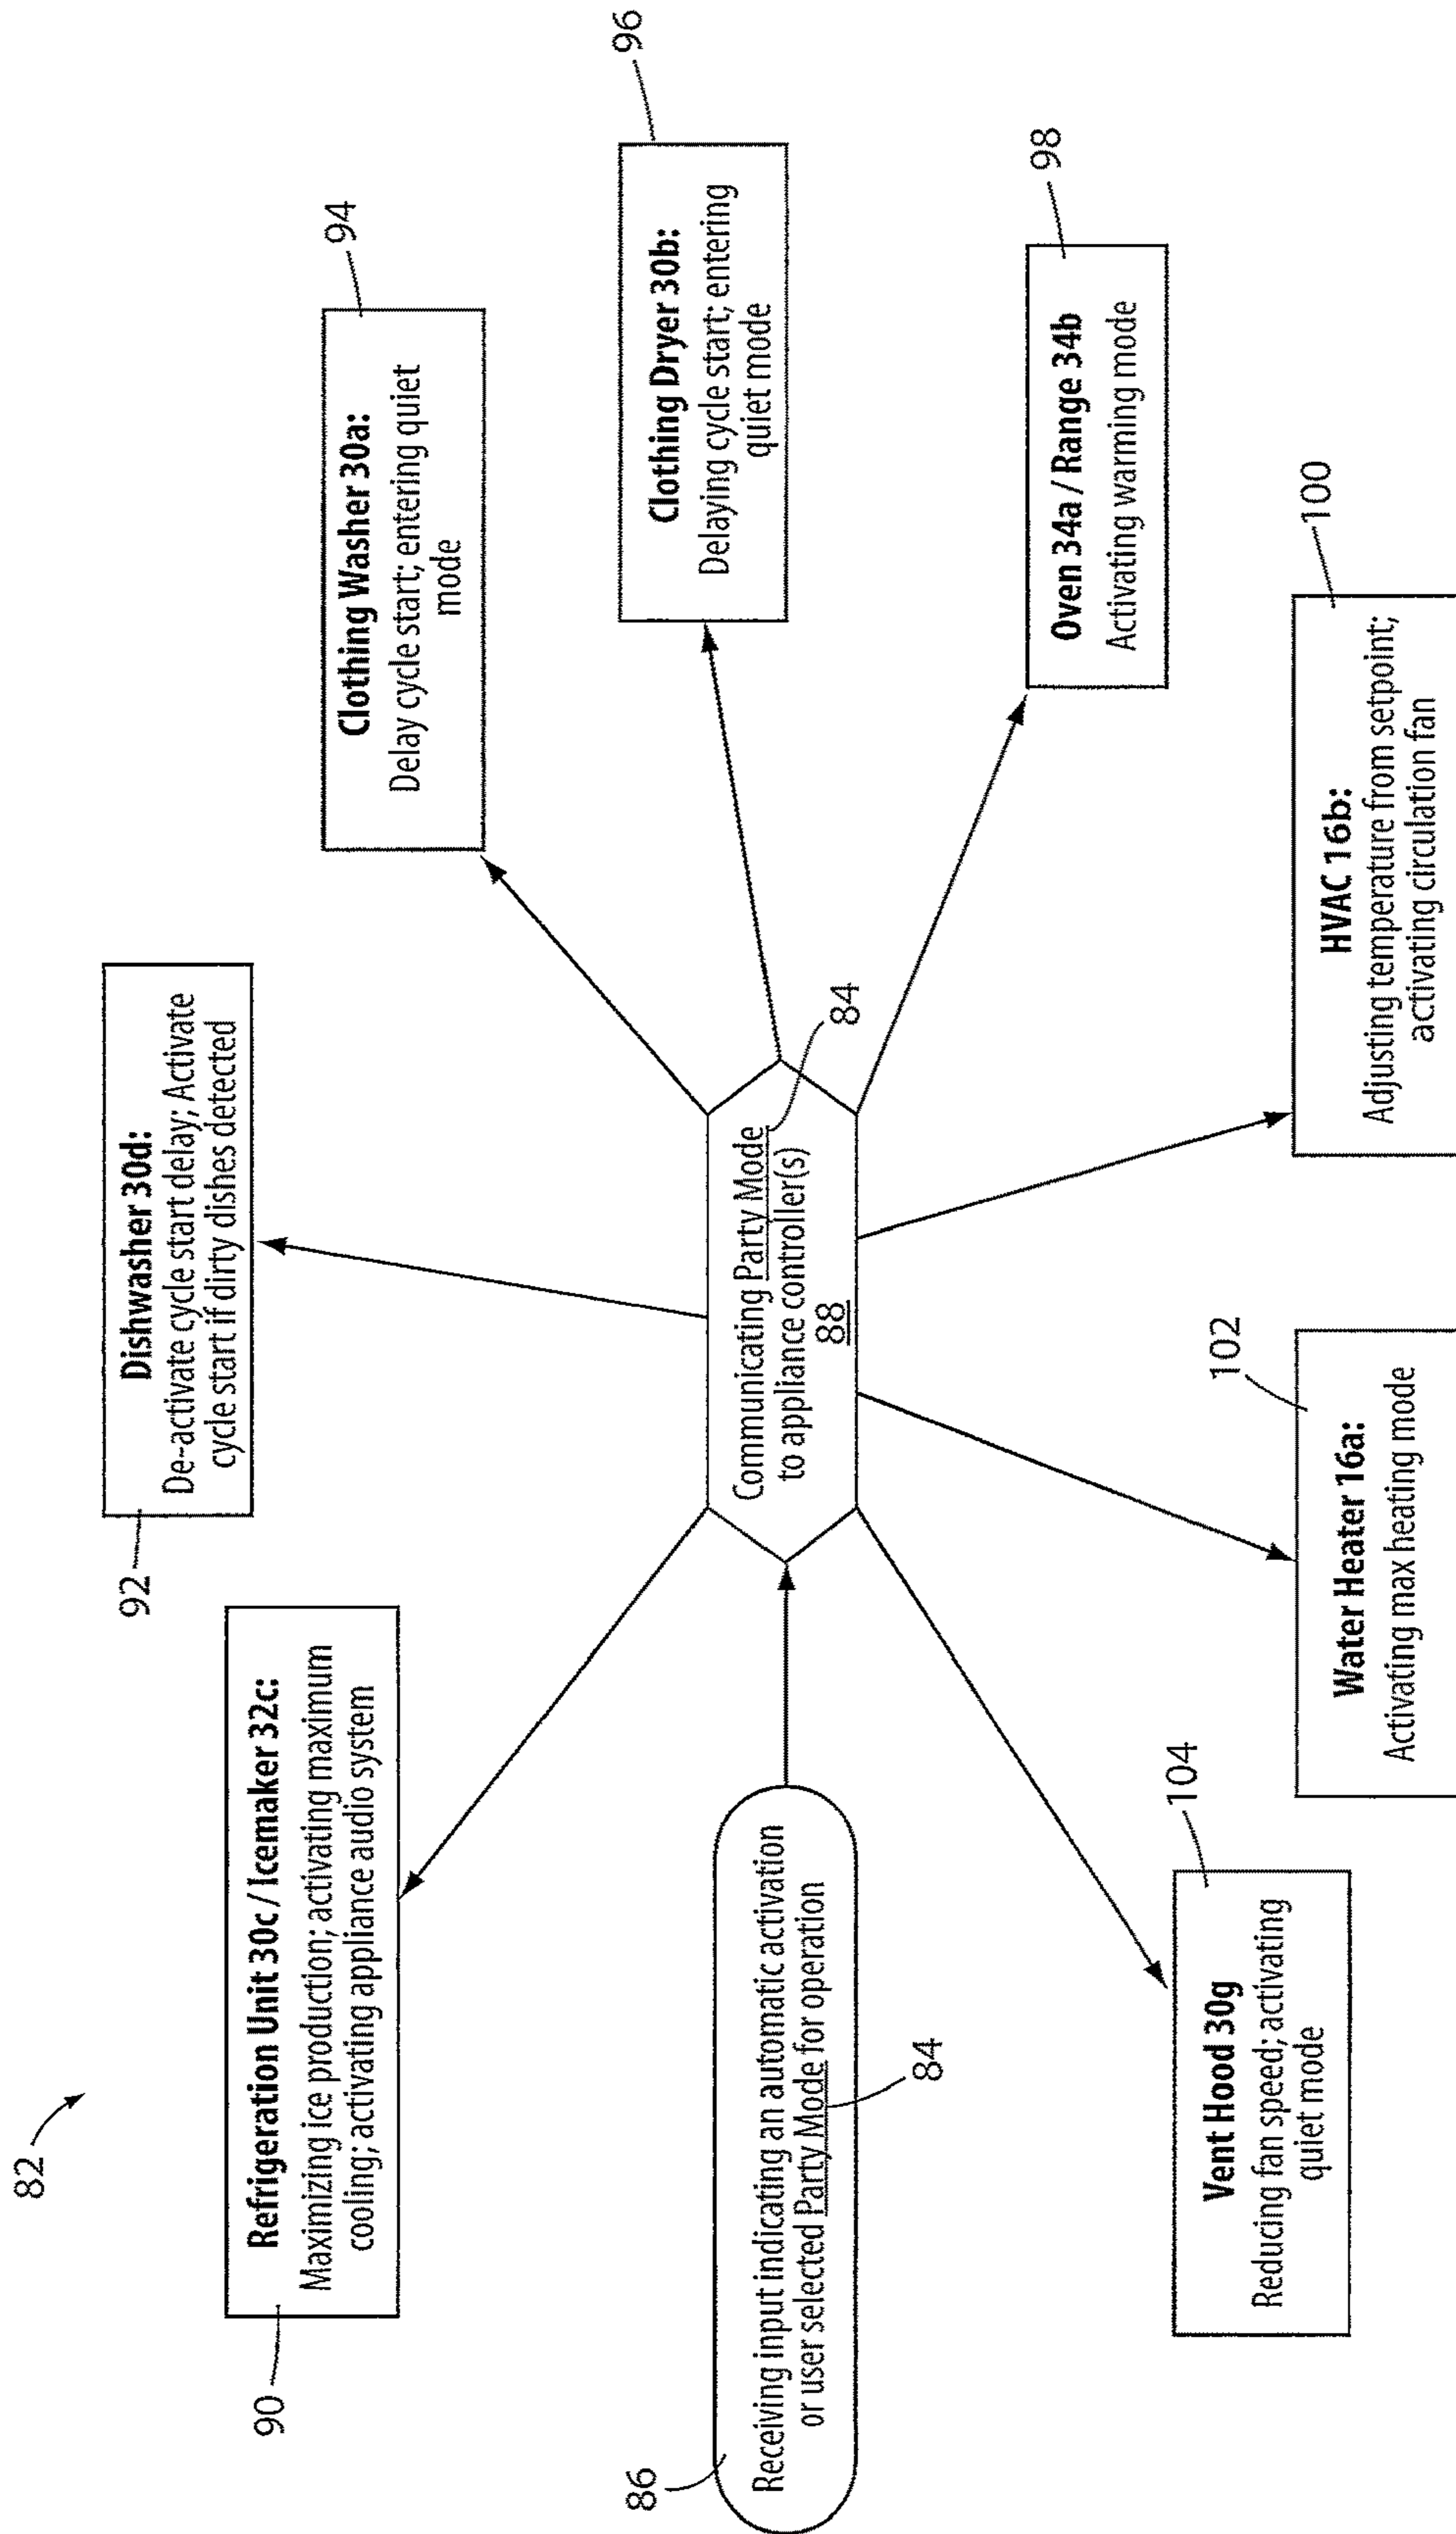 82
90
Refrigeration Unit 30c / Icemaker 32c:
Maximizing ice production; activating maximum
cooling; activating appliance audio system
92
Dishwasher 30d:
De-activate cycle start delay; Activate
cycle start if dirty dishes detected
94
Clothing Washer 30a:
Delay cycle start; entering quiet
mode
96
Clothing Dryer 30b:
Delaying cycle start; entering
quiet mode
86
Receiving input indicating an automatic activation
or user selected Party Mode for operation
84
Communicating Party Mode
to appliance controller(s)
88
84
98
Oven 34a / Range 34b
Activating warming mode
104
Vent Hood 30g
Reducing fan speed; activating
quiet mode
102
Water Heater 16a:
Activating max heating mode
100
HVAC 16b:
Adjusting temperature from setpoint;
activating circulation fan